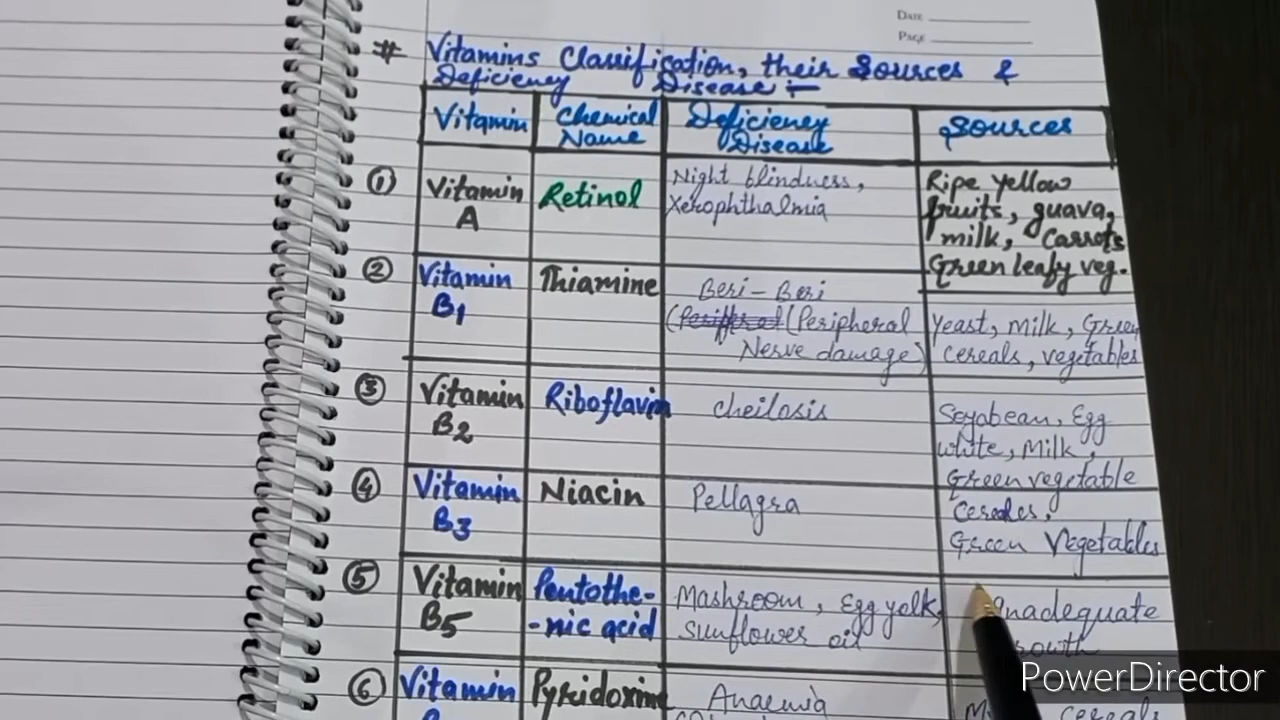 DATE
PAGE
# Vitamins Classification, their Sources &
Deficiency Disease :-
Vitamin
Chemical
Name
Deficiency
Disease
Sources
① Vitamin
A
Retinol
Night blindness,
Xerophthalmia
Ripe yellow
fruits, guava,
milk, Carrots
Green leafy veg.
② Vitamin
B1
Thiamine
Beri-Beri
(Peripheral
Nerve damage)
Yeast, Milk, Green
cereals, vegetables
③ Vitamin
B2
Riboflavin
Cheilosis
Soyabean, Egg
white, Milk,
Green vegetable
④ Vitamin
B3
Niacin
Pellagra
Cereales,
Green Vegetables
⑤ Vitamin
B5
Pentothe-
-nic acid
Mashroom, Egg yolk,
sunflower oil
Inadequate
⑥ Vitamin
Pyridoxine
Anaemia
cereals
PowerDirector